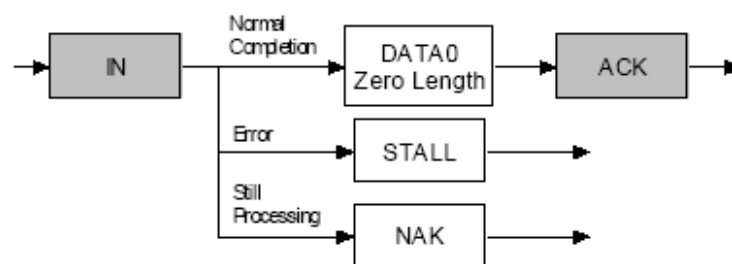 Normal
Completion
IN
DATA0
Zero Length
ACK
Error
STALL
Still
Processing
NAK